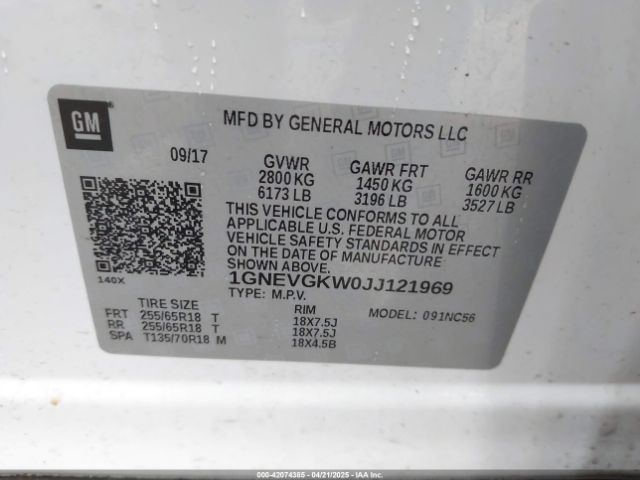 GM
MFD BY GENERAL MOTORS LLC
09/17
GVWR
2800 KG
6173 LB
GAWR FRT
1450 KG
3196 LB
GAWR RR
1600 KG
3527 LB
THIS VEHICLE CONFORMS TO ALL
APPLICABLE U.S. FEDERAL MOTOR
VEHICLE SAFETY STANDARDS IN EFFECT
ON THE DATE OF MANUFACTURE
SHOWN ABOVE.
140X
1GNEVGKW0JJ121969
TYPE: M.P.V.
TIRE SIZE
RIM
MODEL: 091NC56
FRT 255/65R18 T 18X7.5J
RR 255/65R18 T 18X7.5J
SPA T135/70R18 M 18X4.5B
000-42074385 - 04/21/2025 - IAAI.COM